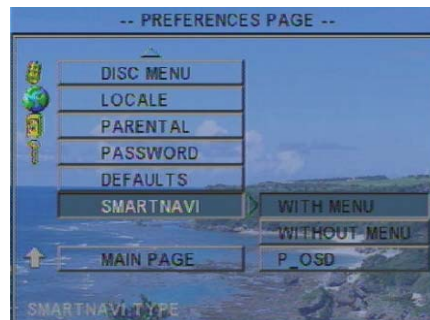 -- PREFERENCES PAGE --
DISC MENU
LOCALE
PARENTAL
PASSWORD
DEFAULTS
SMARTNAVI
WITH MENU
WITHOUT MENU
MAIN PAGE
P_OSD
SMARTNAVI TYPE